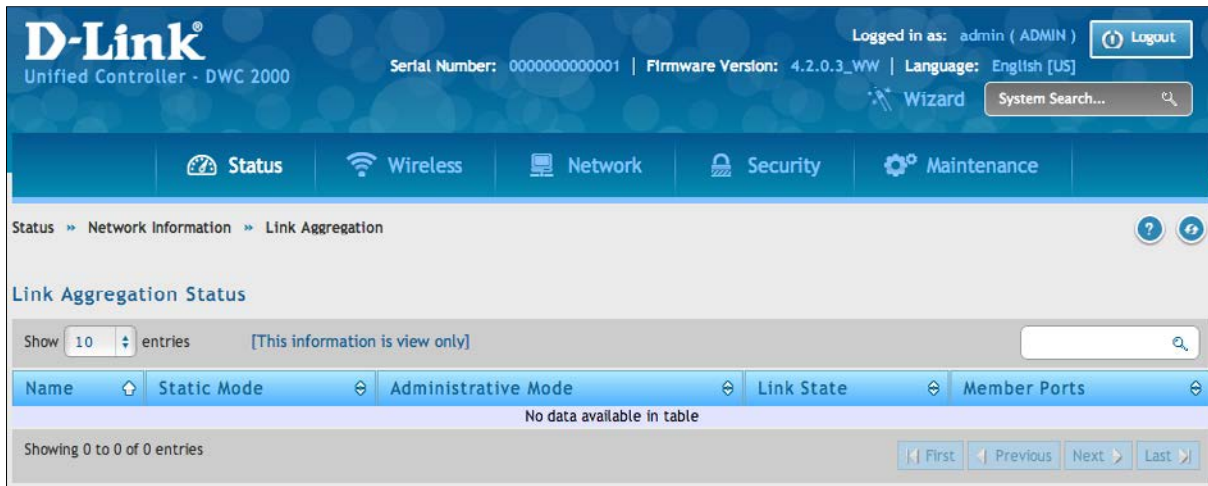 D-Link®
Unified Controller - DWC 2000
Logged in as: admin ( ADMIN )
Logout
Serial Number: 0000000000001 | Firmware Version: 4.2.0.3_WW | Language: English [US]
Wizard
System Search...
Status
Wireless
Network
Security
Maintenance
Status » Network Information » Link Aggregation
?
Link Aggregation Status
Show 10 entries [This information is view only]
Name Static Mode Administrative Mode Link State Member Ports
No data available in table
Showing 0 to 0 of 0 entries
First Previous Next Last